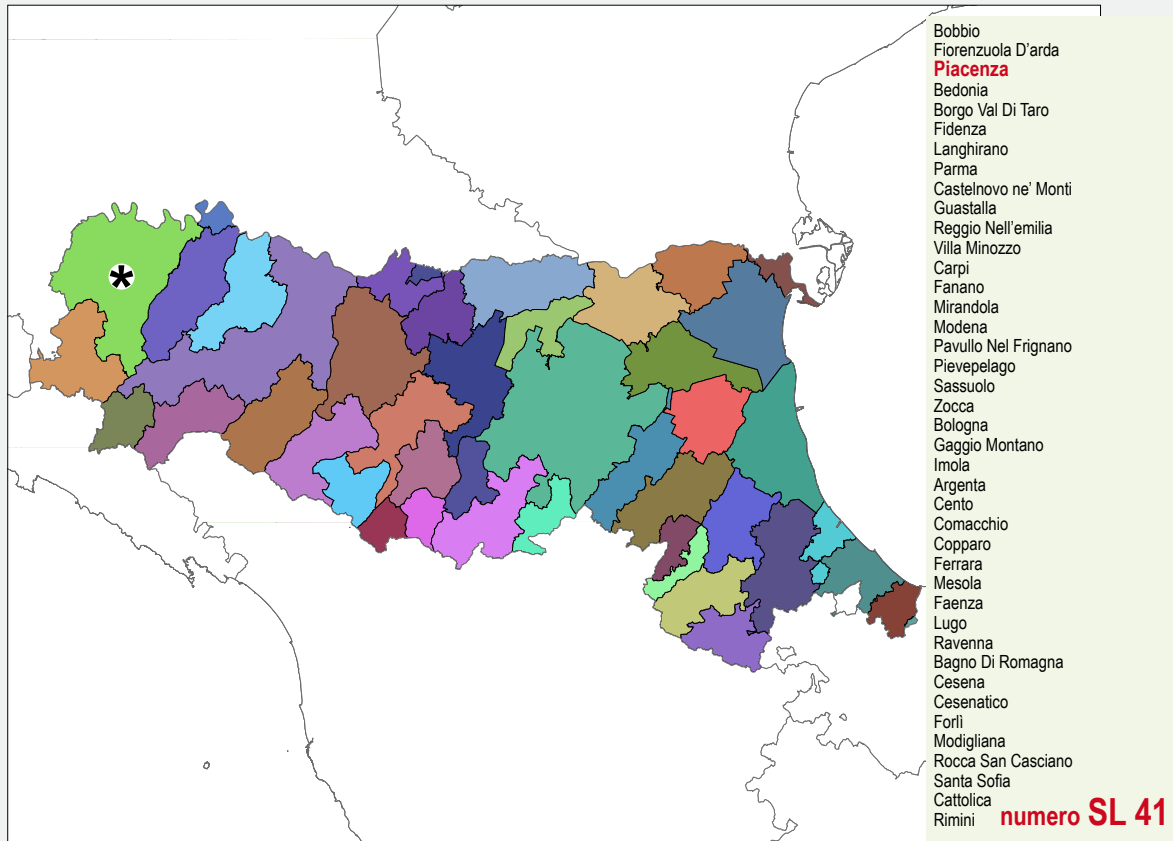 Bobbio
Fiorenzuola D'arda
Piacenza
Bedonia
Borgo Val Di Taro
Fidenza
Langhirano
Parma
Castelnovo ne' Monti
Guastalla
Reggio Nell'emilia
Villa Minozzo
Carpi
Fanano
Mirandola
Modena
Pavullo Nel Frignano
Pievepelago
Sassuolo
Zocca
Bologna
Gaggio Montano
Imola
Argenta
Cento
Comacchio
Copparo
Ferrara
Mesola
Faenza
Lugo
Ravenna
Bagno Di Romagna
Cesena
Cesenatico
Forlì
Modigliana
Rocca San Casciano
Santa Sofia
Cattolica
Rimini
numero SL 41
*